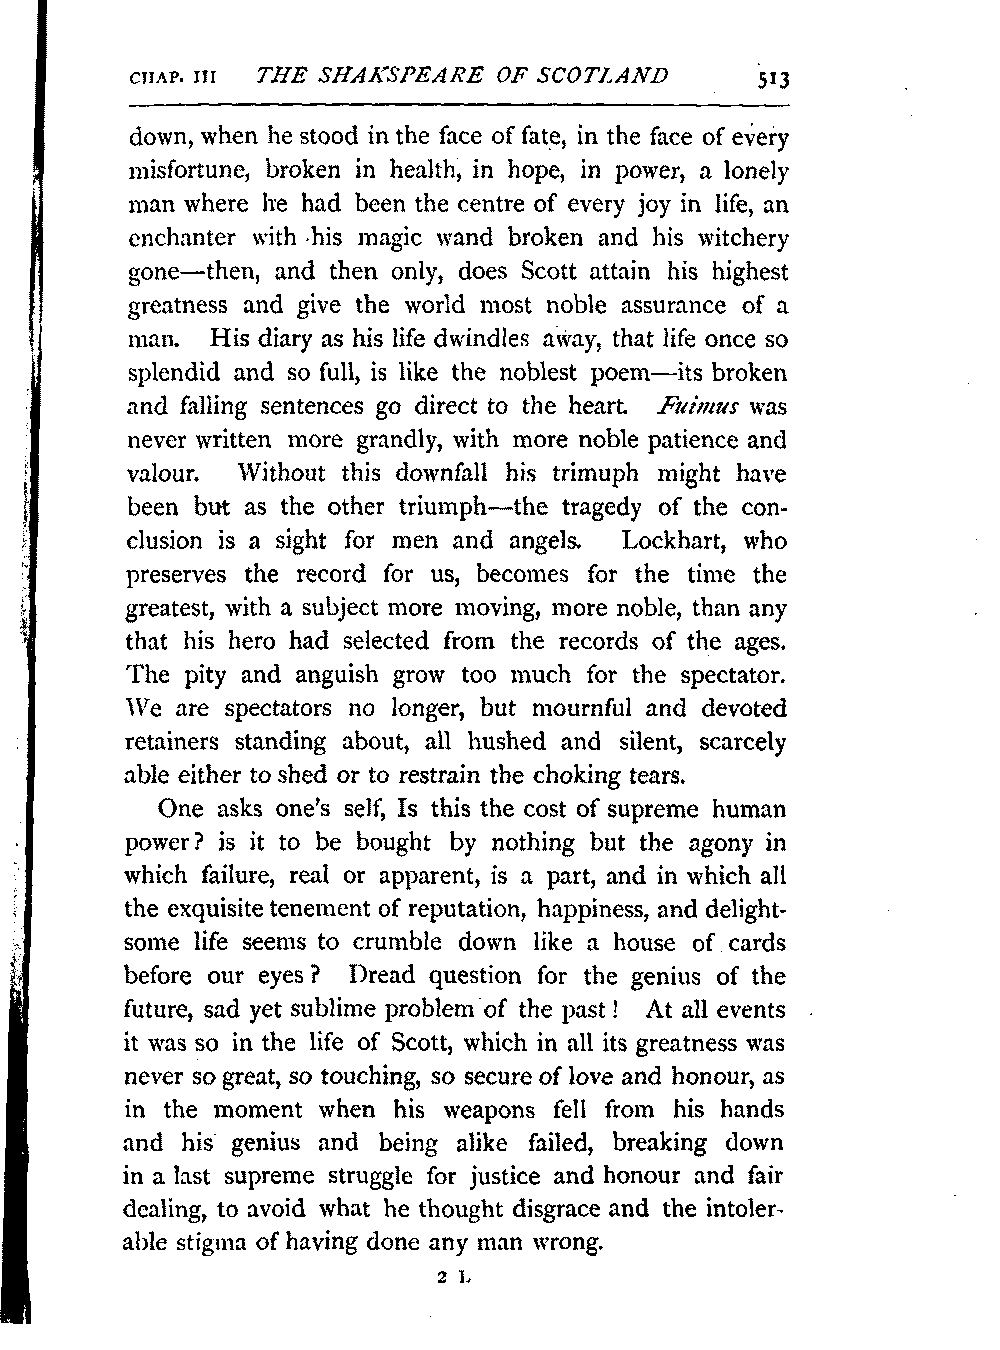 CHAP. III THE SHAKSPEARE OF SCOTLAND 513
down, when he stood in the face of fate, in the face of every
misfortune, broken in health, in hope, in power, a lonely
man where he had been the centre of every joy in life, an
enchanter with his magic wand broken and his witchery
gone—then, and then only, does Scott attain his highest
greatness and give the world most noble assurance of a
man. His diary as his life dwindles away, that life once so
splendid and so full, is like the noblest poem—its broken
and falling sentences go direct to the heart. Fuimus was
never written more grandly, with more noble patience and
valour. Without this downfall his trimuph might have
been but as the other triumph—the tragedy of the con-
clusion is a sight for men and angels. Lockhart, who
preserves the record for us, becomes for the time the
greatest, with a subject more moving, more noble, than any
that his hero had selected from the records of the ages.
The pity and anguish grow too much for the spectator.
We are spectators no longer, but mournful and devoted
retainers standing about, all hushed and silent, scarcely
able either to shed or to restrain the choking tears.
One asks one's self, Is this the cost of supreme human
power? is it to be bought by nothing but the agony in
which failure, real or apparent, is a part, and in which all
the exquisite tenement of reputation, happiness, and delight-
some life seems to crumble down like a house of cards
before our eyes? Dread question for the genius of the
future, sad yet sublime problem of the past! At all events
it was so in the life of Scott, which in all its greatness was
never so great, so touching, so secure of love and honour, as
in the moment when his weapons fell from his hands
and his genius and being alike failed, breaking down
in a last supreme struggle for justice and honour and fair
dealing, to avoid what he thought disgrace and the intoler-
able stigma of having done any man wrong.
2 L